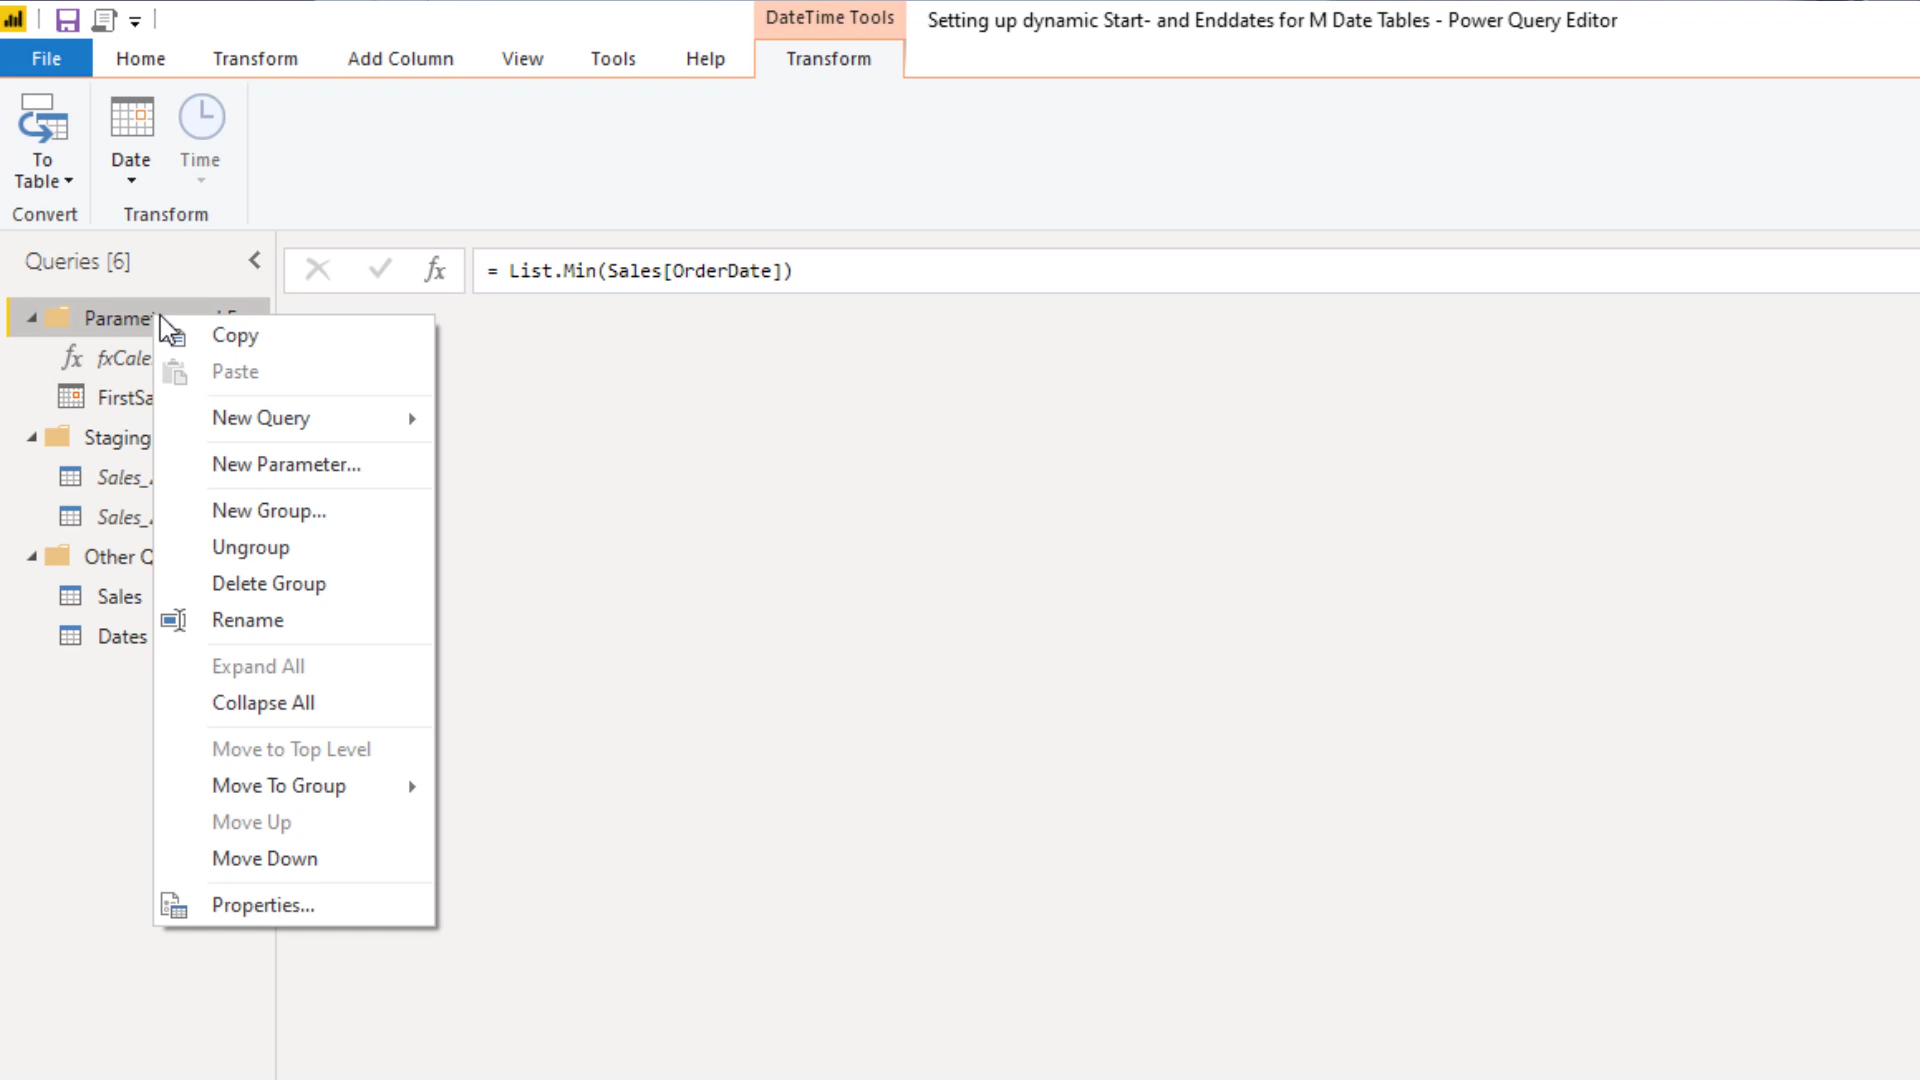 DateTime Tools
Setting up dynamic Start- and Enddates for M Date Tables - Power Query Editor
File
Home
Transform
Add Column
View
Tools
Help
Transform
To
Table
Date
Time
Convert
Transform
Queries [6]
fx
= List.Min(Sales[OrderDate])
fx
Staging
Sales_
Sales_
Other
Sales
Dates
Copy
Paste
New Query
New Parameter...
New Group...
Ungroup
Delete Group
Rename
Expand All
Collapse All
Move to Top Level
Move To Group
Move Up
Move Down
Properties...